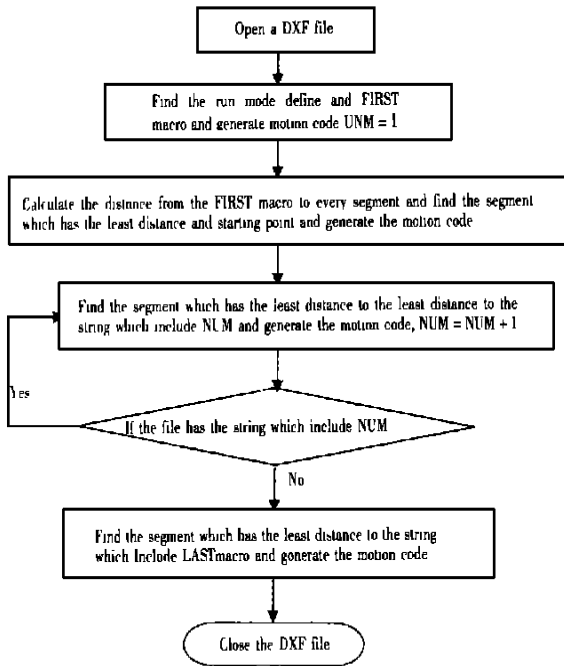 Open a DXF file
Find the run mode define and FIRST
macro and generate motion code UNM = 1
Calculate the distance from the FIRST macro to every segment and find the segment
which has the least distance and starting point and generate the motion code
Find the segment which has the least distance to the least distance to the
string which include NUM and generate the motion code, NUM = NUM + 1
Yes
If the file has the string which include NUM
No
Find the segment which has the least distance to the string
which Include LASTmacro and gonerate the motion code
Close the DXF file